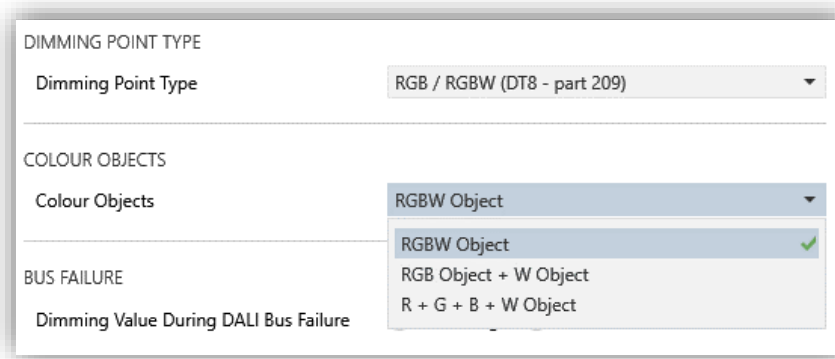 DIMMING POINT TYPE
Dimming Point Type RGB / RGBW (DT8 - part 209)
COLOUR OBJECTS
Colour Objects RGBW Object
RGBW Object
RGB Object + W Object
R + G + B + W Object
BUS FAILURE
Dimming Value During DALI Bus Failure